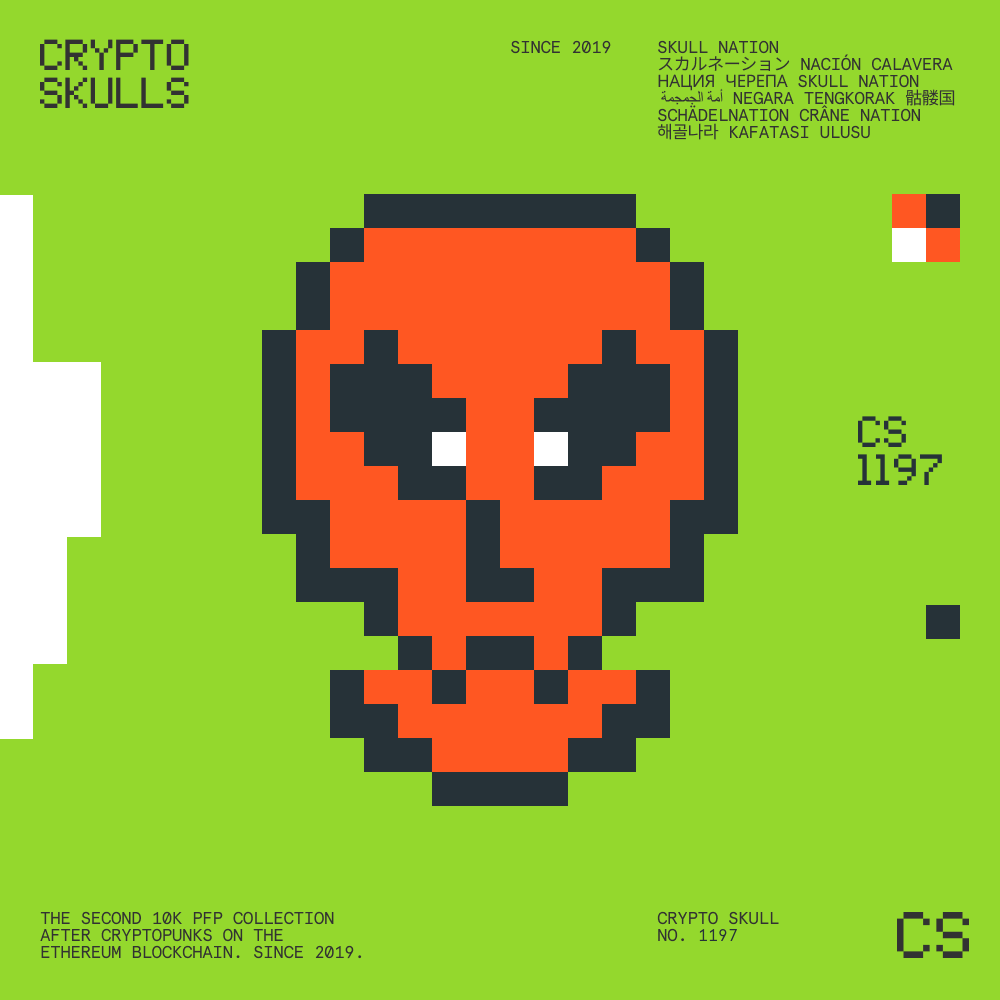 CRYPTO
SKULLS
SINCE 2019
SKULL NATION
スカルネーション NACIÓN CALAVERA
НАЦИЯ ЧЕРЕПА SKULL NATION
أمة الجمجمة NEGARA TENGKORAK 骷髅国
SCHÄDELNATION CRÂNE NATION
해골나라 KAFATASI ULUSU
CS
1197
THE SECOND 10K PFP COLLECTION
AFTER CRYPTOPUNKS ON THE
ETHEREUM BLOCKCHAIN. SINCE 2019.
CRYPTO SKULL
NO. 1197
CS